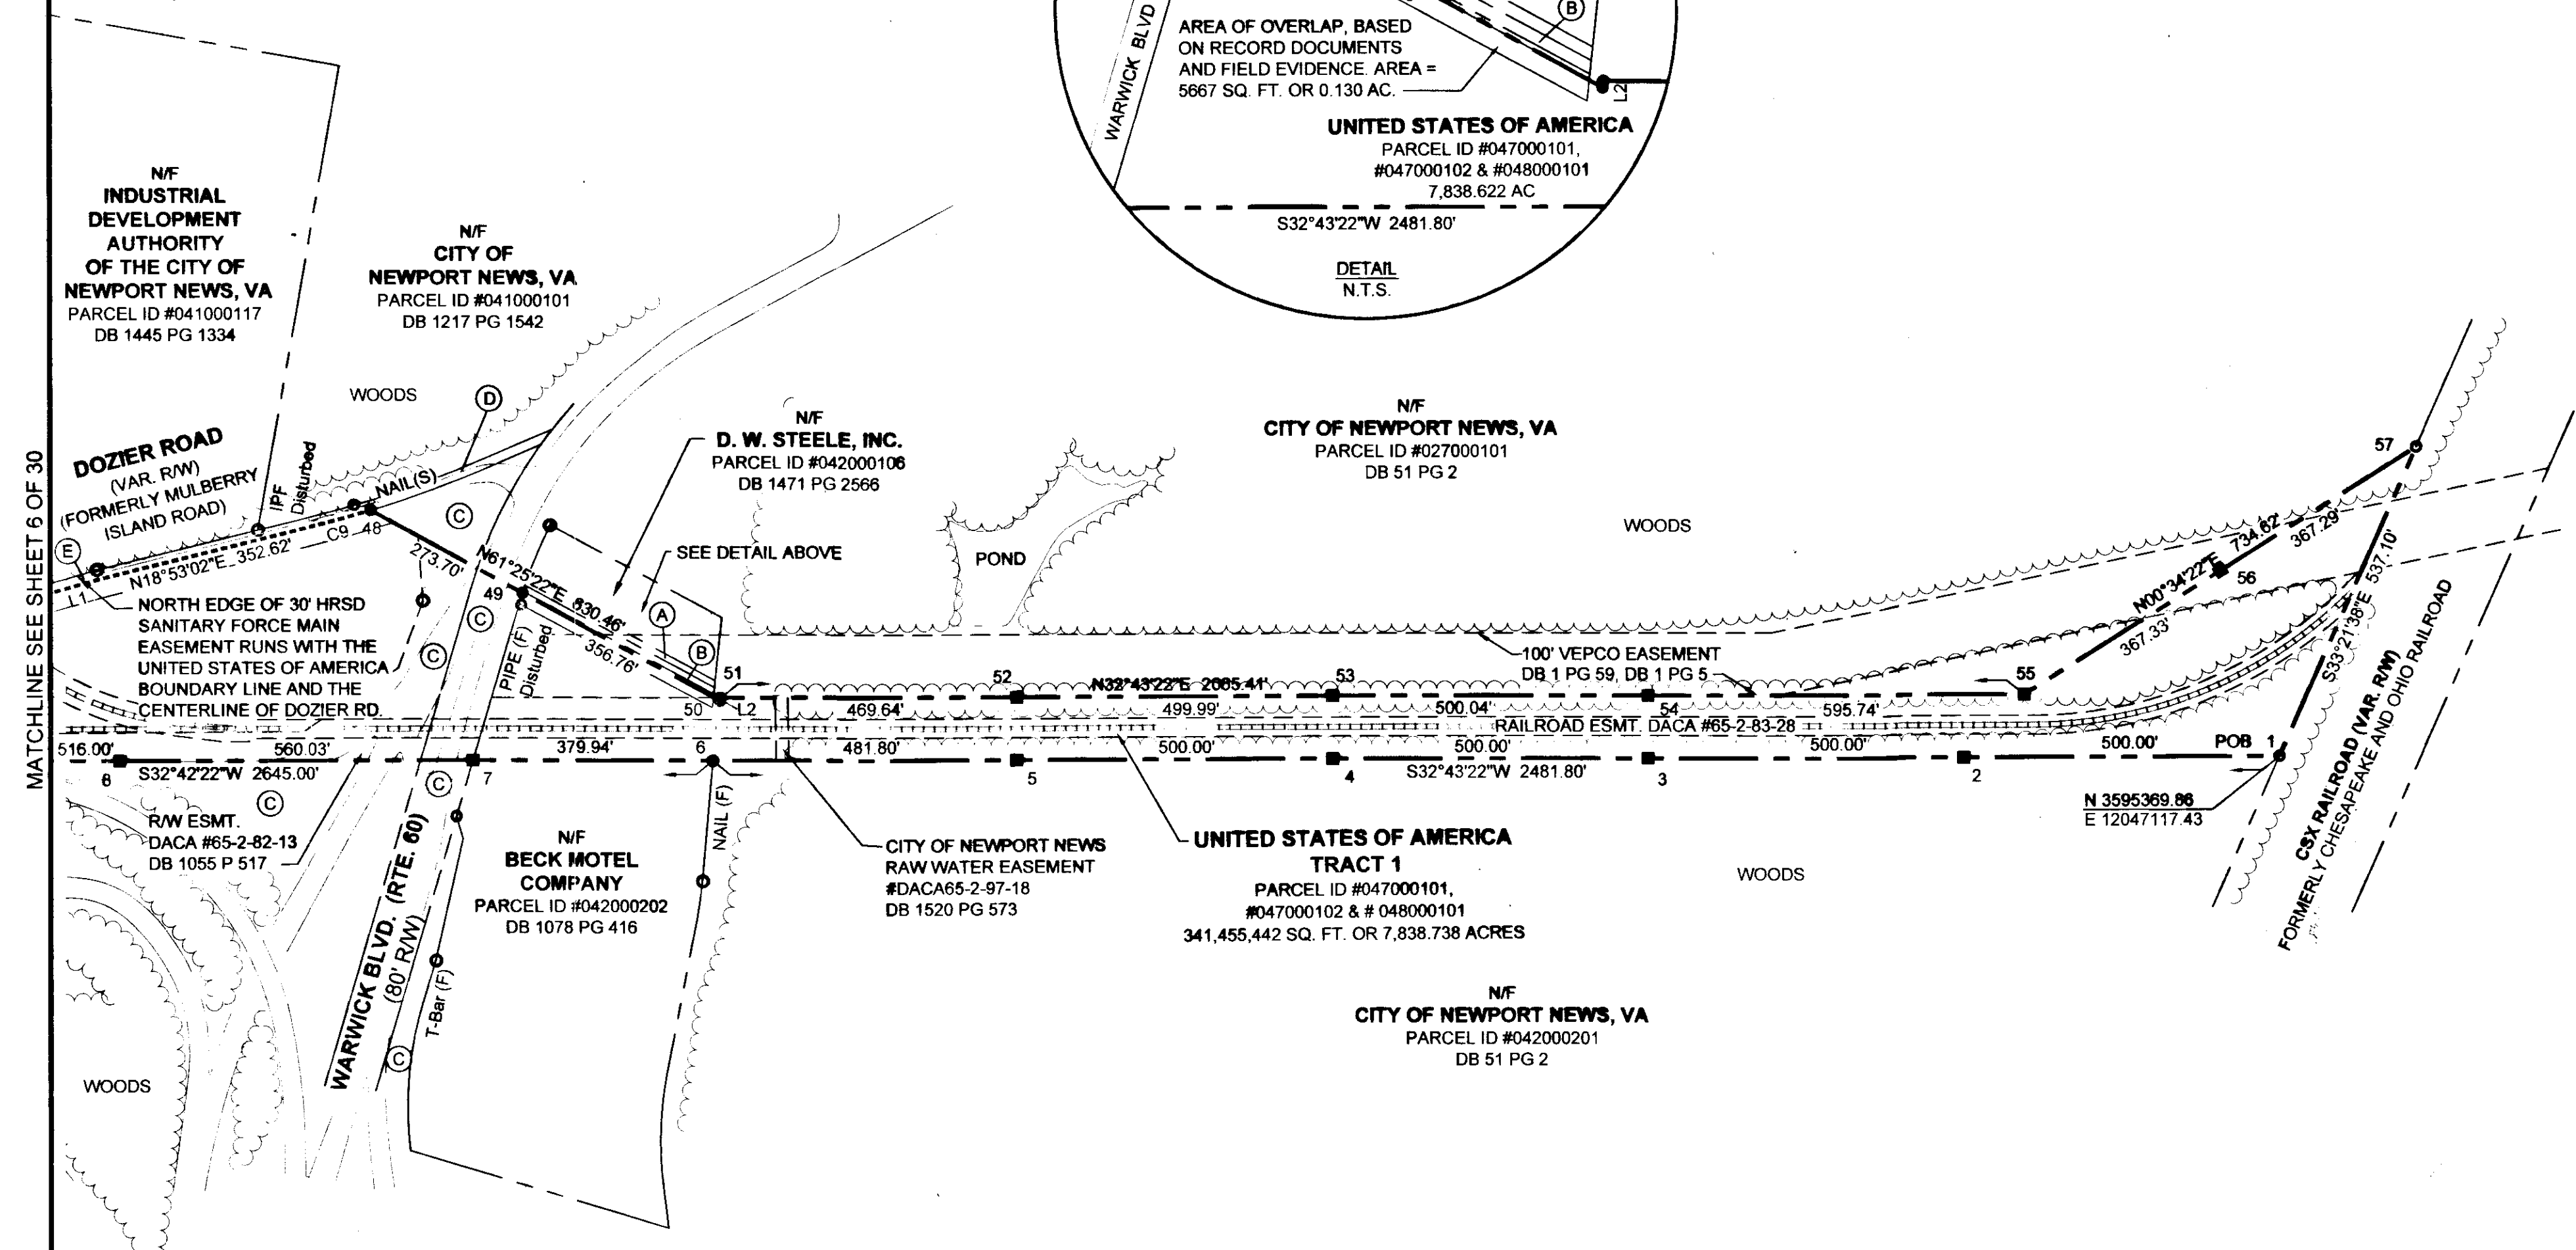 MATCHLINE SEE SHEET 6 OF 30
WARWICK BLVD
AREA OF OVERLAP, BASED
ON RECORD DOCUMENTS
AND FIELD EVIDENCE. AREA =
5667 SQ. FT. OR 0.130 AC.
B
L2
UNITED STATES OF AMERICA
PARCEL ID #047000101,
#047000102 & #048000101
7,838.622 AC
S32°43'22"W 2481.80'
DETAIL
N.T.S.
N/F
INDUSTRIAL
DEVELOPMENT
AUTHORITY
OF THE CITY OF
NEWPORT NEWS, VA
PARCEL ID #041000117
DB 1445 PG 1334
N/F
CITY OF
NEWPORT NEWS, VA
PARCEL ID #041000101
DB 1217 PG 1542
WOODS
D
DOZIER ROAD
(VAR. R/W)
(FORMERLY MULBERRY
ISLAND ROAD)
IPF
Disturbed
NAIL(S)
E
L1
N18°53'02"E 352.62'
C9
48
C
273.70'
N61°25'22"E 830.46'
49
C
356.76'
N/F
D. W. STEELE, INC.
PARCEL ID #042000106
DB 1471 PG 2566
SEE DETAIL ABOVE
A
B
PIPE (F)
Disturbed
NORTH EDGE OF 30' HRSD
SANITARY FORCE MAIN
EASEMENT RUNS WITH THE
UNITED STATES OF AMERICA
BOUNDARY LINE AND THE
CENTERLINE OF DOZIER RD.
C
N/F
CITY OF NEWPORT NEWS, VA
PARCEL ID #027000101
DB 51 PG 2
WOODS
POND
57
734.62'
367.29'
56
N00°34'22"E
367.33'
537.10'
S33°21'38"E
100' VEPCO EASEMENT
DB 1 PG 59, DB 1 PG 5
50
51
L2
52
N32°43'22"E 2065.41'
53
54
55
469.64'
499.99'
500.04'
595.74'
RAILROAD ESMT. DACA #65-2-83-28
516.00'
560.03'
379.94'
6
481.80'
500.00'
500.00'
500.00'
500.00'
POB 1
8
S32°42'22"W 2645.00'
7
5
4
S32°43'22"W 2481.80'
3
2
C
C
N 3595369.86
E 12047117.43
CSX RAILROAD (VAR. R/W)
FORMERLY CHESAPEAKE AND OHIO RAILROAD
R/W ESMT.
DACA #65-2-82-13
DB 1055 P 517
WARWICK BLVD. (RTE. 60)
(80' R/W)
T-Bar (F)
C
N/F
BECK MOTEL
COMPANY
PARCEL ID #042000202
DB 1078 PG 416
NAIL (F)
CITY OF NEWPORT NEWS
RAW WATER EASEMENT
#DACA65-2-97-18
DB 1520 PG 573
UNITED STATES OF AMERICA
TRACT 1
PARCEL ID #047000101,
#047000102 & # 048000101
341,455,442 SQ. FT. OR 7,838.738 ACRES
WOODS
N/F
CITY OF NEWPORT NEWS, VA
PARCEL ID #042000201
DB 51 PG 2
WOODS